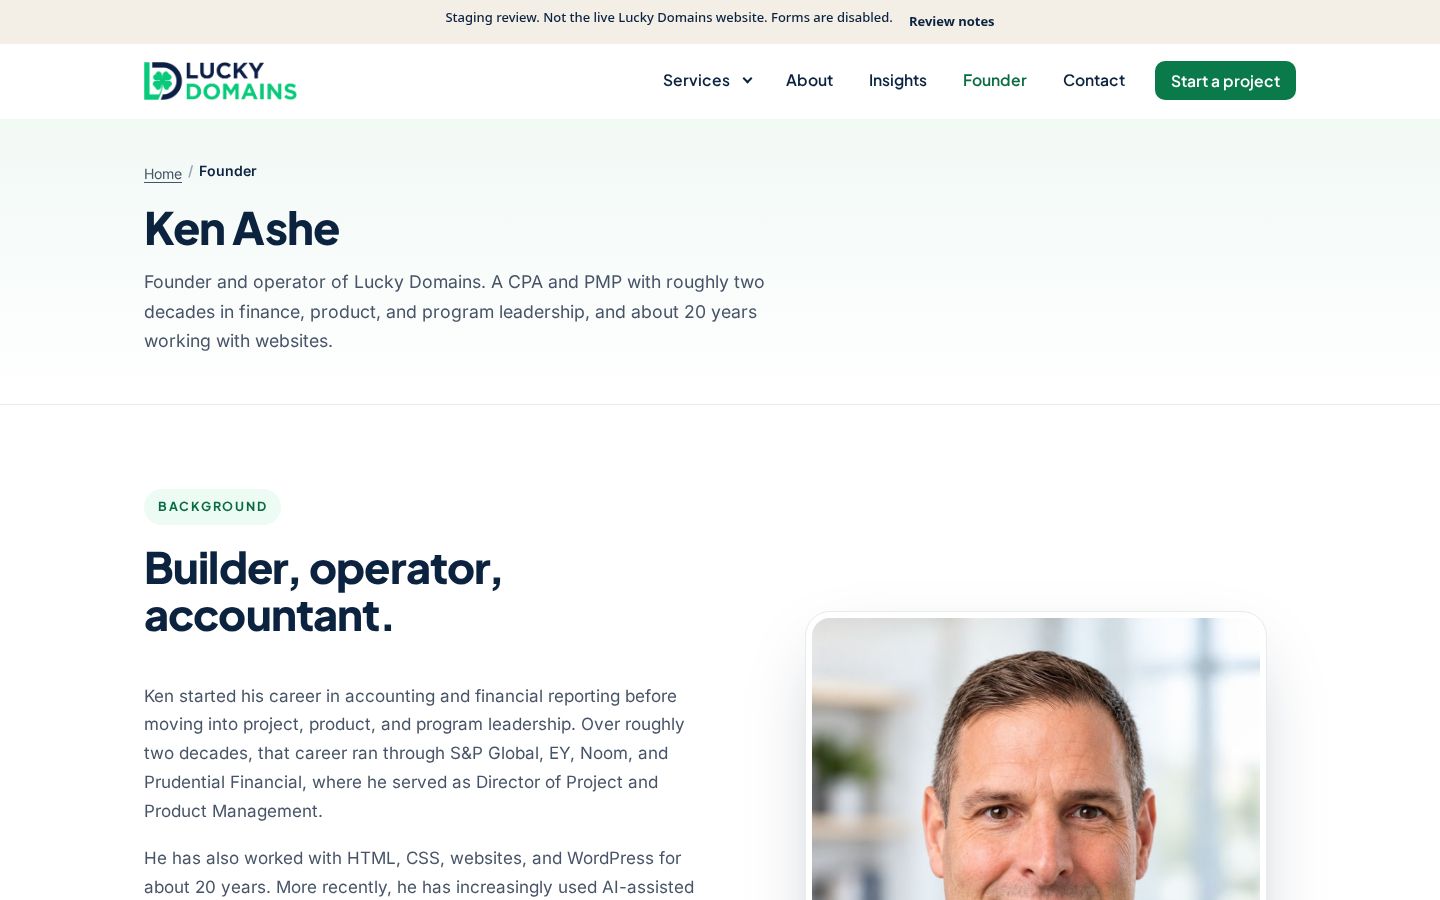 Staging review. Not the live Lucky Domains website. Forms are disabled. Review notes
LUCKY
DOMAINS
Services About Insights Founder Contact Start a project
Home / Founder
Ken Ashe
Founder and operator of Lucky Domains. A CPA and PMP with roughly two
decades in finance, product, and program leadership, and about 20 years
working with websites.
BACKGROUND
Builder, operator,
accountant.
Ken started his career in accounting and financial reporting before
moving into project, product, and program leadership. Over roughly
two decades, that career ran through S&P Global, EY, Noom, and
Prudential Financial, where he served as Director of Project and
Product Management.
He has also worked with HTML, CSS, websites, and WordPress for
about 20 years. More recently, he has increasingly used AI-assisted